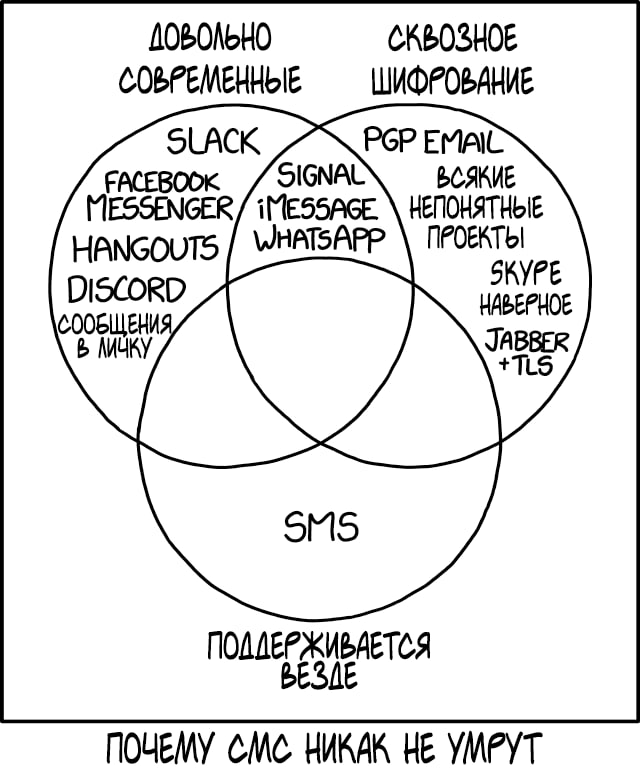 ДОВОЛЬНО
СОВРЕМЕННЫЕ
СКВОЗНОЕ
ШИФРОВАНИЕ
SLACK
FACEBOOK
MESSENGER
HANGOUTS
DISCORD
СООБЩЕНИЯ
В ЛИЧКУ
SIGNAL
iMESSAGE
WHATSAPP
PGP EMAIL
ВСЯКИЕ
НЕПОНЯТНЫЕ
ПРОЕКТЫ
SKYPE
НАВЕРНОЕ
JABBER
+TLS
SMS
ПОДДЕРЖИВАЕТСЯ
ВЕЗДЕ
ПОЧЕМУ СМС НИКАК НЕ УМРУТ